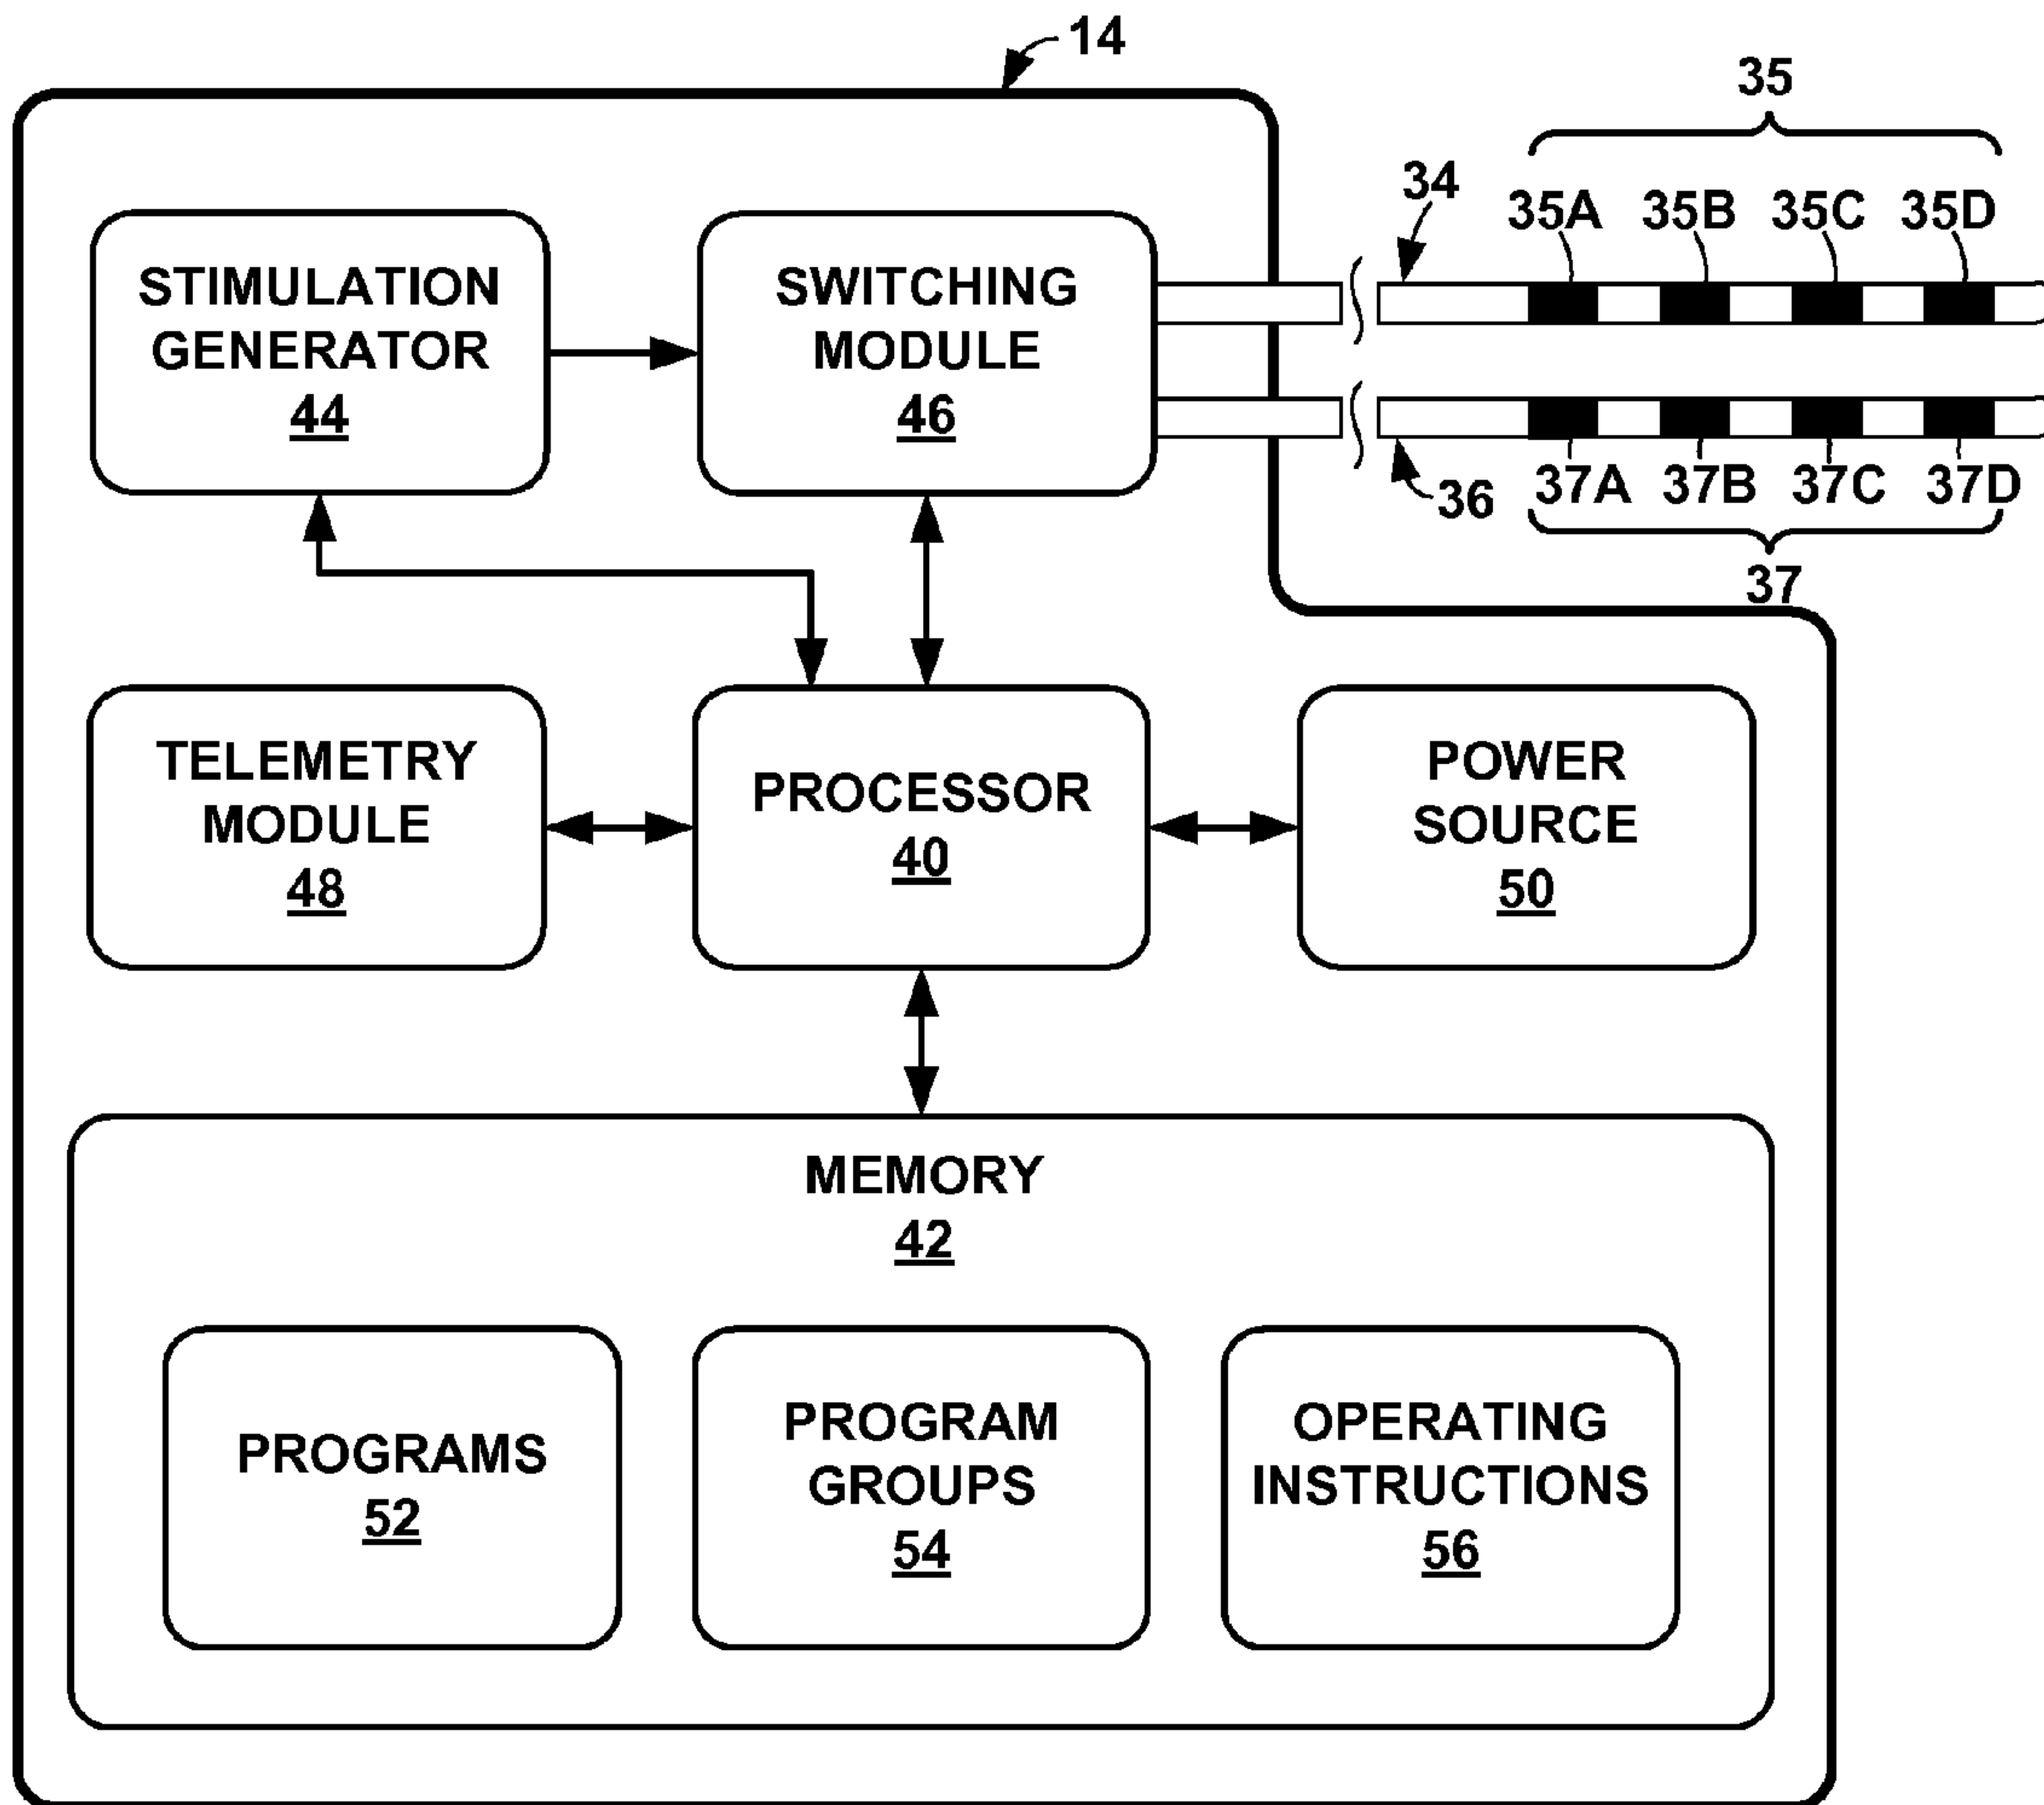 14
35
34
35A 35B 35C 35D
STIMULATION
GENERATOR
44
SWITCHING
MODULE
46
36
37A 37B 37C 37D
37
TELEMETRY
MODULE
48
PROCESSOR
40
POWER
SOURCE
50
MEMORY
42
PROGRAMS
52
PROGRAM
GROUPS
54
OPERATING
INSTRUCTIONS
56